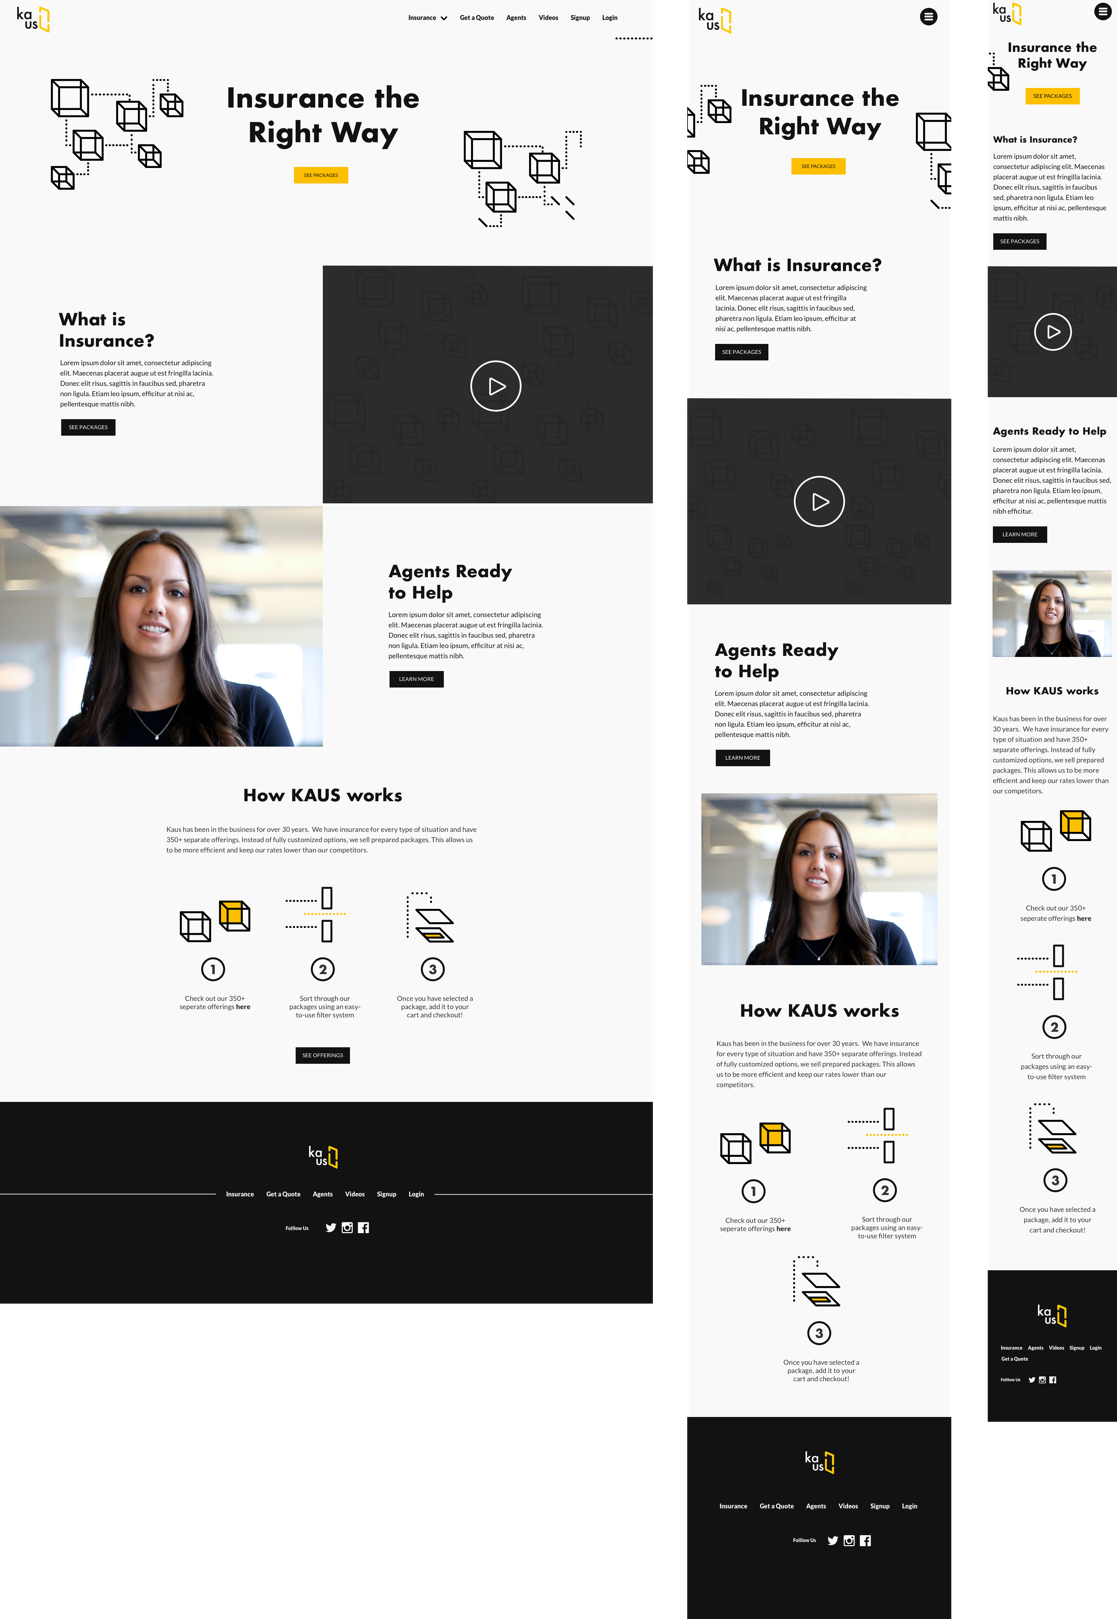 ka
us
Insurance
Get a Quote
Agents
Videos
Signup
Login
Insurance the
Right Way
SEE PACKAGES
What is
Insurance?
Lorem ipsum dolor sit amet, consectetur adipiscing
elit. Maecenas placerat augue ut est fringilla lacinia.
Donec elit risus, sagittis in faucibus sed, pharetra
non ligula. Etiam leo ipsum, efficitur at nisi ac,
pellentesque mattis nibh.
SEE PACKAGES
Agents Ready
to Help
Lorem ipsum dolor sit amet, consectetur adipiscing
elit. Maecenas placerat augue ut est fringilla lacinia.
Donec elit risus, sagittis in faucibus sed, pharetra
non ligula. Etiam leo ipsum, efficitur at nisi ac,
pellentesque mattis nibh.
LEARN MORE
How KAUS works
Kaus has been in the business for over 30 years. We have insurance for every type of situation and have
350+ separate offerings. Instead of fully customized options, we sell prepared packages. This allows us
to be more efficient and keep our rates lower than our competitors.
1
Check out our 350+
seperate offerings here
2
Sort through our
packages using an easy-
to-use filter system
3
Once you have selected a
package, add it to your
cart and checkout!
SEE OFFERINGS
ka
us
Insurance
Get a Quote
Agents
Videos
Signup
Login
Folllow Us
ka
us
Insurance the
Right Way
SEE PACKAGES
What is Insurance?
Lorem ipsum dolor sit amet, consectetur adipiscing
elit. Maecenas placerat augue ut est fringilla
lacinia. Donec elit risus, sagittis in faucibus sed,
pharetra non ligula. Etiam leo ipsum, efficitur at
nisi ac, pellentesque mattis nibh.
SEE PACKAGES
Agents Ready
to Help
Lorem ipsum dolor sit amet, consectetur adipiscing
elit. Maecenas placerat augue ut est fringilla lacinia.
Donec elit risus, sagittis in faucibus sed, pharetra
non ligula. Etiam leo ipsum, efficitur at nisi ac,
pellentesque mattis nibh.
LEARN MORE
How KAUS works
Kaus has been in the business for over 30 years. We have insurance
for every type of situation and have 350+ separate offerings. Instead
of fully customized options, we sell prepared packages. This allows
us to be more efficient and keep our rates lower than our
competitors.
1
Check out our 350+
seperate offerings here
2
Sort through our
packages using an easy-
to-use filter system
3
Once you have selected a
package, add it to your
cart and checkout!
ka
us
Insurance
Get a Quote
Agents
Videos
Signup
Login
Folllow Us
ka
us
Insurance the
Right Way
SEE PACKAGES
What is Insurance?
Lorem ipsum dolor sit amet,
consectetur adipiscing elit. Maecenas
placerat augue ut est fringilla lacinia.
Donec elit risus, sagittis in faucibus
sed, pharetra non ligula. Etiam leo
ipsum, efficitur at nisi ac, pellentesque
mattis nibh.
SEE PACKAGES
Agents Ready to Help
Lorem ipsum dolor sit amet,
consectetur adipiscing elit. Maecenas
placerat augue ut est fringilla lacinia.
Donec elit risus, sagittis in faucibus sed,
pharetra non ligula. Etiam leo ipsum,
efficitur at nisi ac, pellentesque mattis
nibh efficitur.
LEARN MORE
How KAUS works
Kaus has been in the business for over
30 years. We have insurance for every
type of situation and have 350+
separate offerings. Instead of fully
customized options, we sell prepared
packages. This allows us to be more
efficient and keep our rates lower than
our competitors.
1
Check out our 350+
seperate offerings here
2
Sort through our
packages using an easy-
to-use filter system
3
Once you have selected a
package, add it to your
cart and checkout!
ka
us
Insurance
Agents
Videos
Signup
Login
Get a Quote
Folllow Us